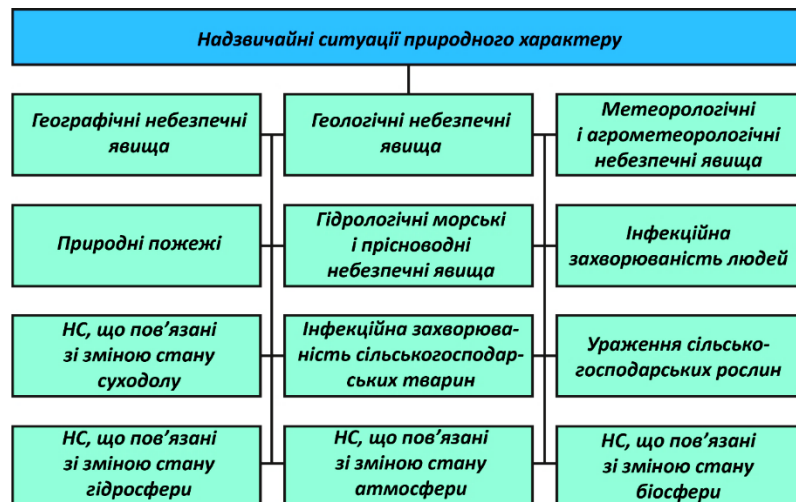 Надзвичайні ситуації природного характеру
Географічні небезпечні
явища
Геологічні небезпечні
явища
Метеорологічні
і агрометеорологічні
небезпечні явища
Природні пожежі
Гідрологічні морські
і прісноводні
небезпечні явища
Інфекційна
захворюваність людей
НС, що пов’язані
зі зміною стану
суходолу
Інфекційна захворюва-
ність сільськогосподар-
ських тварин
Ураження сільсько-
господарських рослин
НС, що пов’язані
зі зміною стану
гідросфери
НС, що пов’язані
зі зміною стану
атмосфери
НС, що пов’язані
зі зміною стану
біосфери